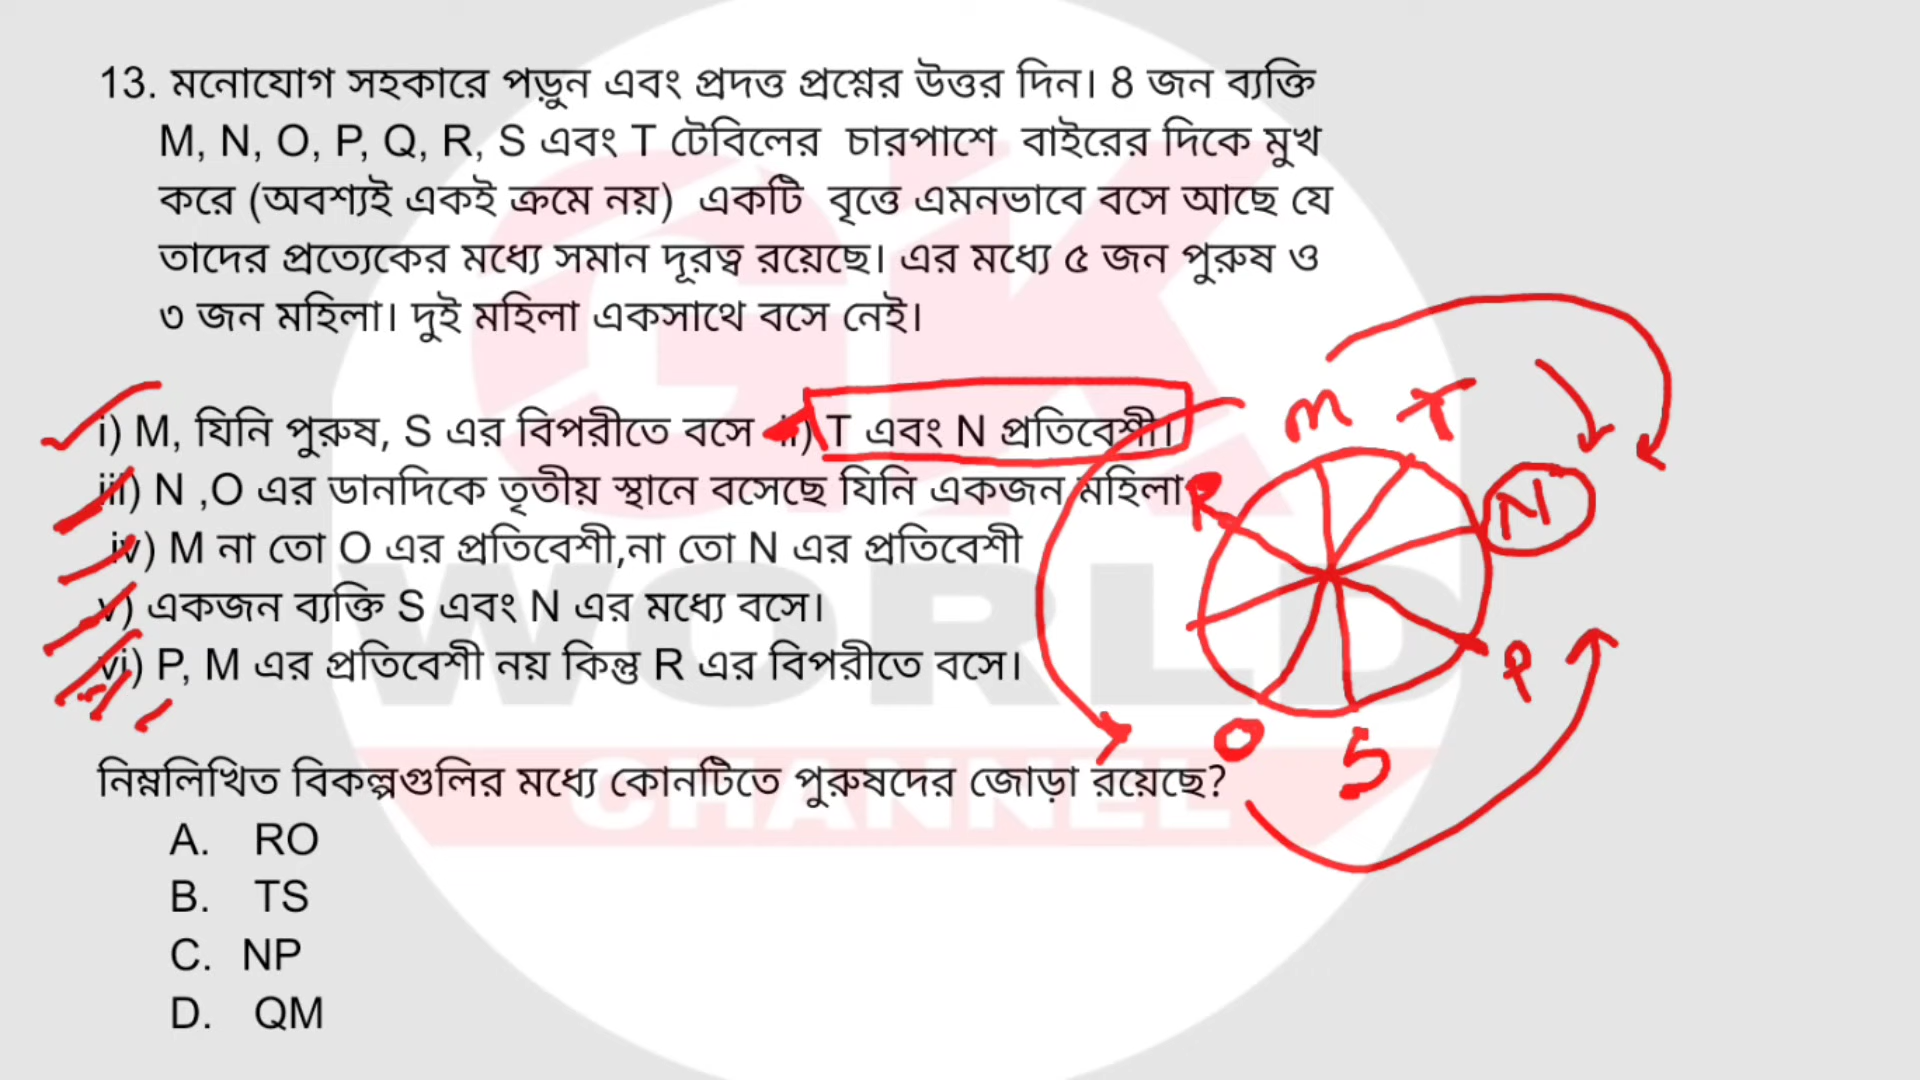 13. মনোযোগ সহকারে পড়ুন এবং প্রদত্ত প্রশ্নের উত্তর দিন। 8 জন ব্যক্তি
M, N, O, P, Q, R, S এবং T টেবিলের চারপাশে বাইরের দিকে মুখ
করে (অবশ্যই একই ক্রমে নয়) একটি বৃত্তে এমনভাবে বসে আছে যে
তাদের প্রত্যেকের মধ্যে সমান দূরত্ব রয়েছে। এর মধ্যে ৫ জন পুরুষ ও
৩ জন মহিলা। দুই মহিলা একসাথে বসে নেই।
i) M, যিনি পুরুষ, S এর বিপরীতে বসে ii) T এবং N প্রতিবেশী।
iii) N ,O এর ডানদিকে তৃতীয় স্থানে বসেছে যিনি একজন মহিলা
iv) M না তো O এর প্রতিবেশী,না তো N এর প্রতিবেশী
v) একজন ব্যক্তি S এবং N এর মধ্যে বসে।
vi) P, M এর প্রতিবেশী নয় কিন্তু R এর বিপরীতে বসে।
নিম্নলিখিত বিকল্পগুলির মধ্যে কোনটিতে পুরুষদের জোড়া রয়েছে?
A. RO
B. TS
C. NP
D. QM
M T
R N
P
O S
GK
WORLD
CHANNEL